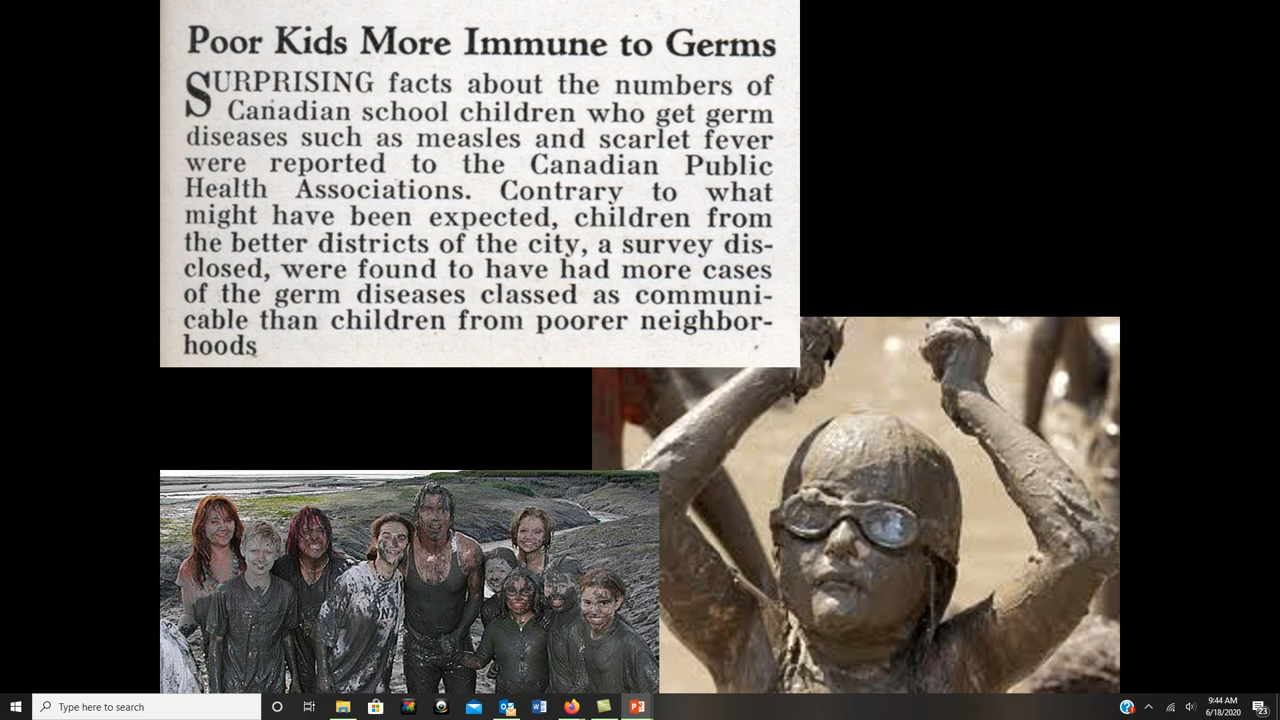 Poor Kids More Immune to Germs
SURPRISING facts about the numbers of
Canadian school children who get germ
diseases such as measles and scarlet fever
were reported to the Canadian Public
Health Associations. Contrary to what
might have been expected, children from
the better districts of the city, a survey dis-
closed, were found to have had more cases
of the germ diseases classed as communi-
cable than children from poorer neighbor-
hoods
Type here to search
9:44 AM
6/18/2020
23